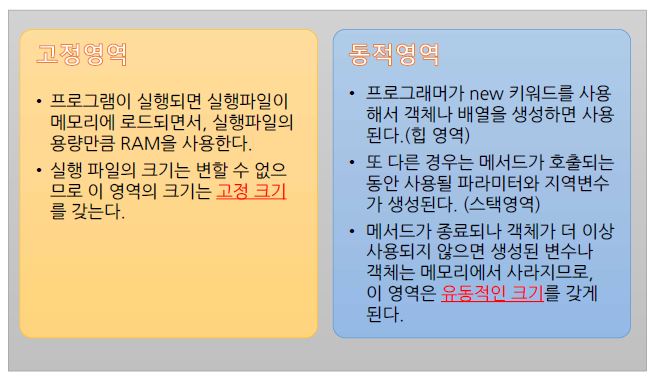 고정영역
• 프로그램이 실행되면 실행파일이
메모리에 로드되면서, 실행파일의
용량만큼 RAM을 사용한다.
• 실행 파일의 크기는 변할 수 없으
므로 이 영역의 크기는 고정 크기
를 갖는다.
동적영역
• 프로그래머가 new 키워드를 사용
해서 객체나 배열을 생성하면 사용
된다.(힙 영역)
• 또 다른 경우는 메서드가 호출되는
동안 사용될 파라미터와 지역변수
가 생성된다. (스택영역)
• 메서드가 종료되나 객체가 더 이상
사용되지 않으면 생성된 변수나
객체는 메모리에서 사라지므로,
이 영역은 유동적인 크기를 갖게
된다.